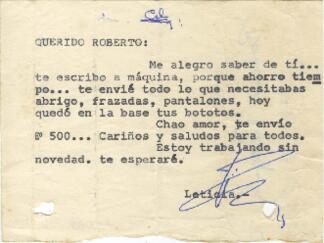 QUERIDO ROBERTO:
Me alegro saber de tí...
te escribo a máquina, porque ahorro tiem
po... te envié todo lo que necesitabas
abrigo, frazadas, pantalones, hoy
quedó en la base tus bototos.
Chao amor, te envío
Eº 500... Cariños y saludos para todos.
Estoy trabajando sin
novedad. te esperaré.
Leticia.-